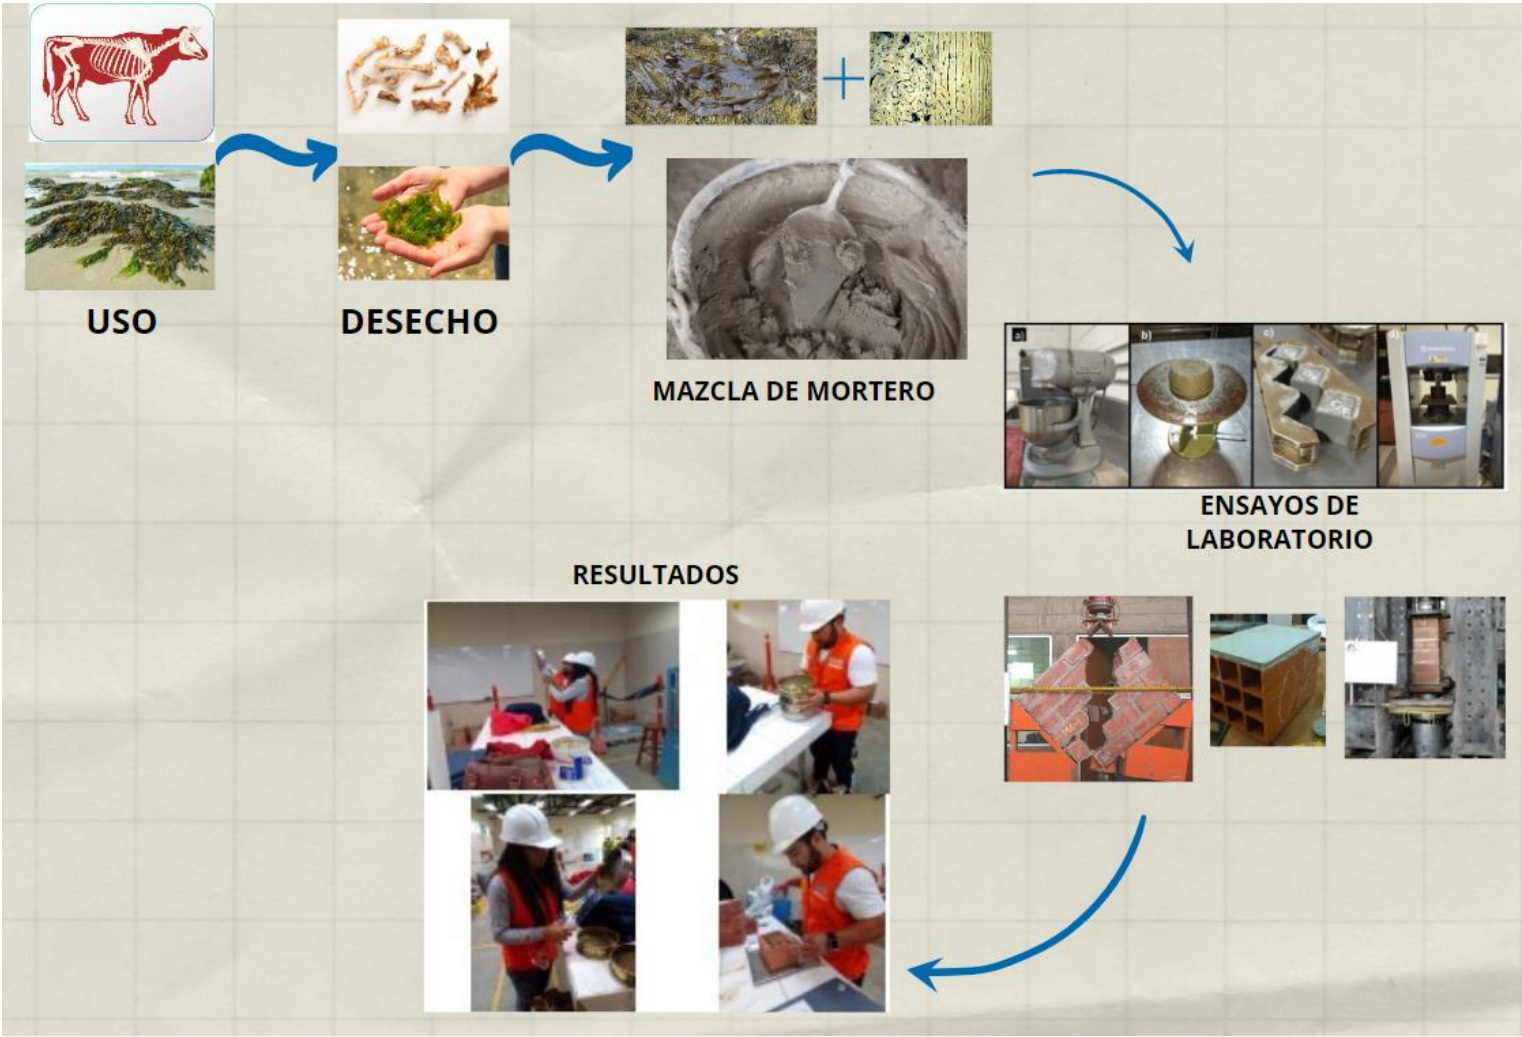 USO
DESECHO
MAZCLA DE MORTERO
a)
b)
c)
d)
ENSAYOS DE
LABORATORIO
RESULTADOS